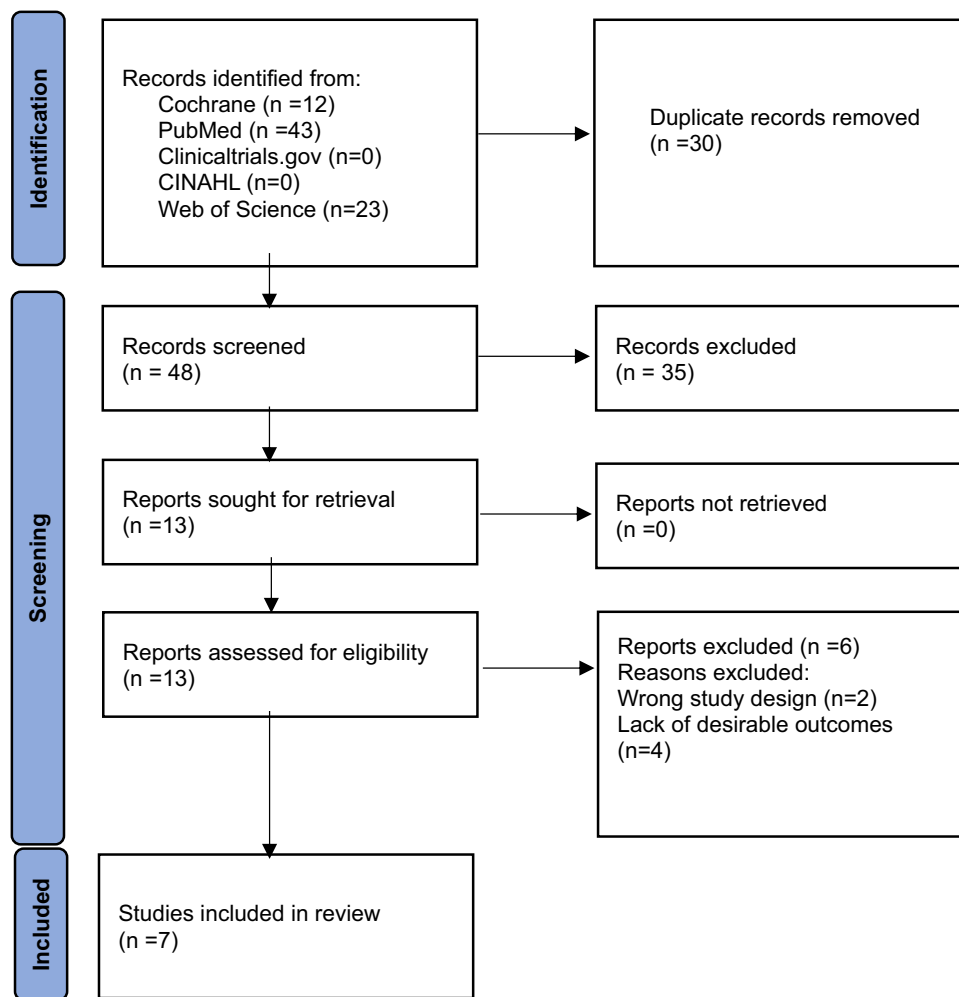 Identification
Records identified from:
Cochrane (n =12)
PubMed (n =43)
Clinicaltrials.gov (n=0)
CINAHL (n=0)
Web of Science (n=23)
Duplicate records removed
(n =30)
Screening
Records screened
(n = 48)
Records excluded
(n = 35)
Reports sought for retrieval
(n =13)
Reports not retrieved
(n =0)
Reports assessed for eligibility
(n =13)
Reports excluded (n =6)
Reasons excluded:
Wrong study design (n=2)
Lack of desirable outcomes
(n=4)
Included
Studies included in review
(n =7)